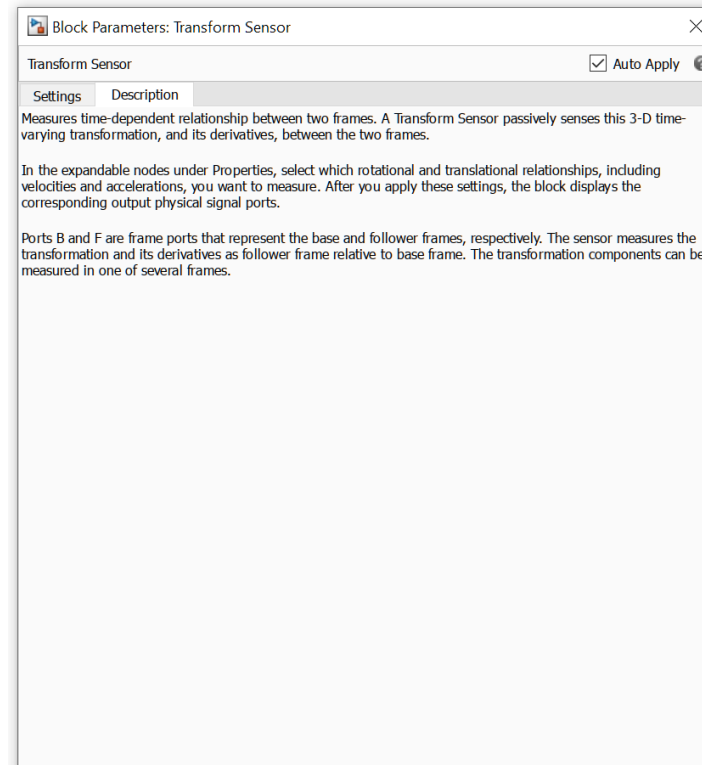 Block Parameters: Transform Sensor
Transform Sensor
Auto Apply
Settings Description
Measures time-dependent relationship between two frames. A Transform Sensor passively senses this 3-D time-
varying transformation, and its derivatives, between the two frames.
In the expandable nodes under Properties, select which rotational and translational relationships, including
velocities and accelerations, you want to measure. After you apply these settings, the block displays the
corresponding output physical signal ports.
Ports B and F are frame ports that represent the base and follower frames, respectively. The sensor measures the
transformation and its derivatives as follower frame relative to base frame. The transformation components can be
measured in one of several frames.